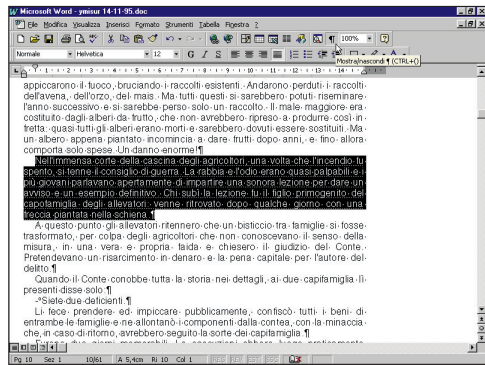 Microsoft Word - ymisur 14-11-95.doc
File Modifica Visualizza Inserisci Formato Strumenti Tabella Finestra ?
100%
Normale Helvetica 12 G I S
Mostra/nascondi ¶ (CTRL+()
appiccarono il fuoco, bruciando i raccolti esistenti. Andarono perduti i raccolti
dell'avena, dell'orzo, del mais. Ma tutti questi si sarebbero potuti riseminare
l'anno successivo e si sarebbe perso solo un raccolto. Il male maggiore era
costituito dagli alberi da frutto, che non avrebbero ripreso a produrre così in
fretta: quasi tutti gli alberi erano morti e si sarebbero dovuti essere sostituiti. Ma
un albero appena piantato incomincia a dare frutti dopo anni, e fino allora
comporta solo spese. Un danno enorme!¶
Nell'immensa corte della cascina degli agricoltori, una volta che l'incendio fu
spento, si tenne il consiglio di guerra. La rabbia e l'odio erano quasi palpabili e i
più giovani parlavano apertamente di impartire una sonora lezione per dare un
avviso e un esempio definitivo. Chi subì la lezione fu il figlio primogenito del
capofamiglia degli allevatori: venne ritrovato dopo qualche giorno con una
freccia piantata nella schiena.¶
A questo punto gli allevatori ritennero che un bisticcio tra famiglie si fosse
trasformato, per colpa degli agricoltori che non conoscevano il senso della
misura, in una vera e propria faida e chiesero il giudizio del Conte.
Pretendevano un risarcimento in denaro e la pena capitale per l'autore del
delitto.¶
Quando il Conte conobbe tutta la storia nei dettagli, ai due capifamiglia lì
presenti disse solo:¶
-°Siete due deficienti.¶
Li fece prendere ed impiccare pubblicamente, confiscò tutti i beni di
entrambe le famiglie e ne allontanò i componenti dalla contea, con la minaccia
che, in caso di ritorno, avrebbero seguito la sorte dei capifamiglia.¶
Furono due giorni memorabili. Le esecuzioni ebbero luogo praticamente
Pg 10 Sez 1 10/61 A 5,4cm Ri 10 Col 1 REG REV EST SSC